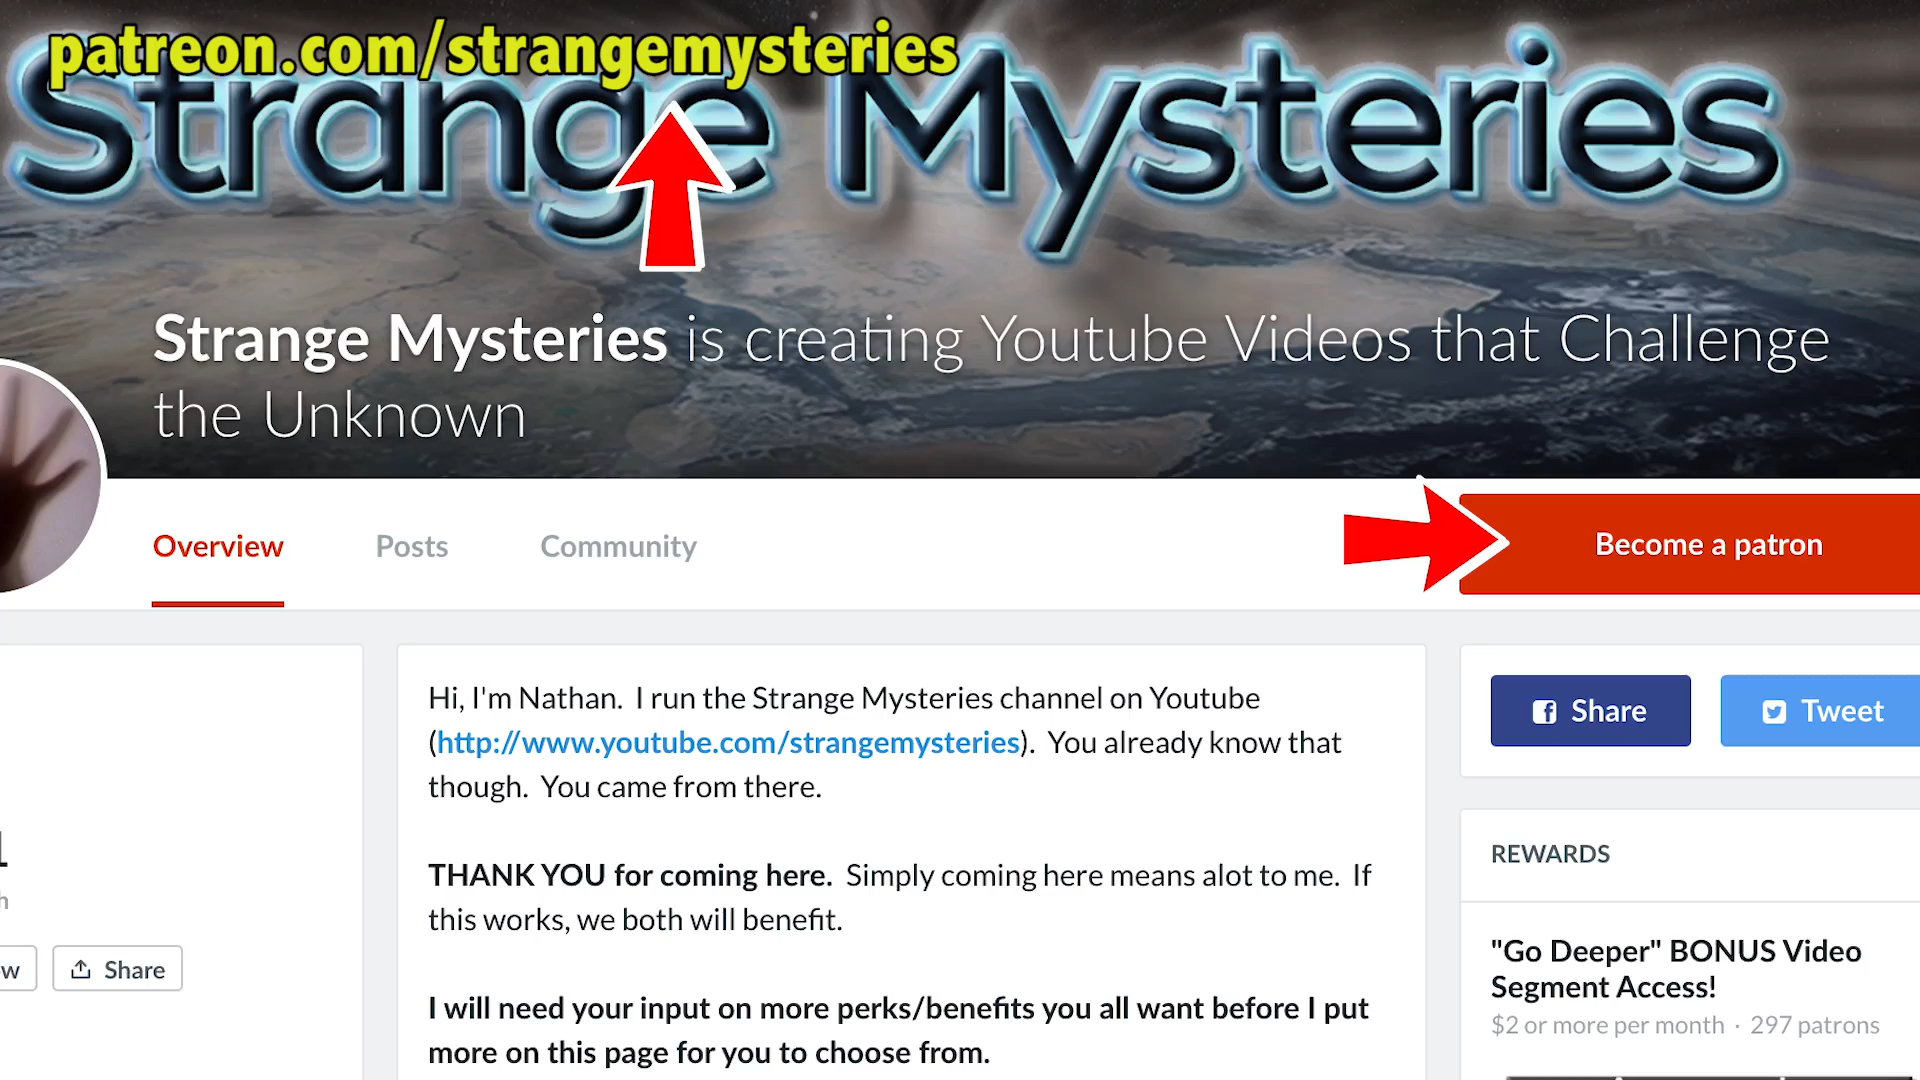 patreon.com/strangemysteries
Strange Mysteries
Strange Mysteries is creating Youtube Videos that Challenge
the Unknown
Overview
Posts
Community
Become a patron
Hi, I'm Nathan. I run the Strange Mysteries channel on Youtube
(http://www.youtube.com/strangemysteries). You already know that
though. You came from there.
THANK YOU for coming here. Simply coming here means alot to me. If
this works, we both will benefit.
I will need your input on more perks/benefits you all want before I put
more on this page for you to choose from.
Share
Share
Tweet
REWARDS
"Go Deeper" BONUS Video
Segment Access!
$2 or more per month · 297 patrons